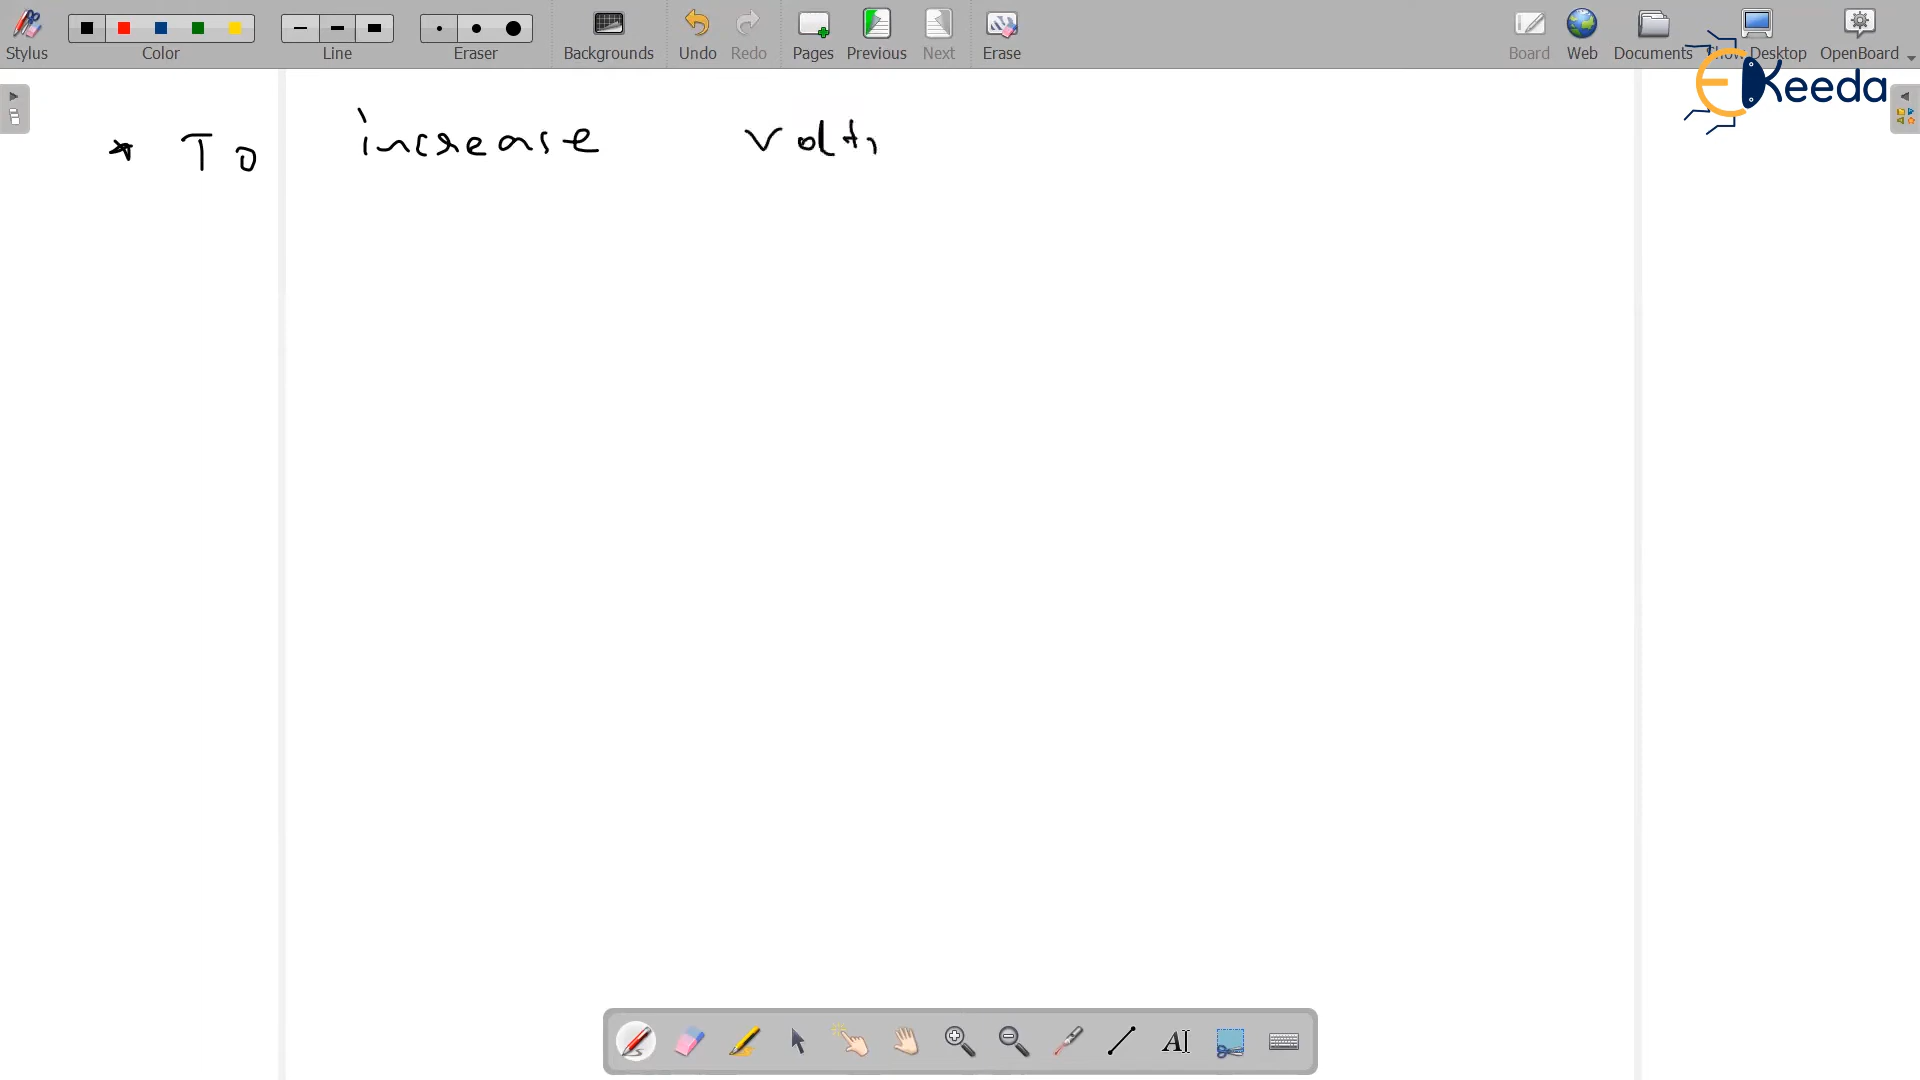 Stylus Color Line Eraser Backgrounds Undo Redo Pages Previous Next Erase Board Web Documents Show Desktop OpenBoard
EKeeda
* To increase volt